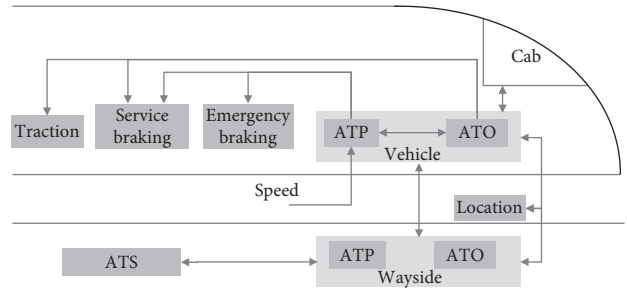 Cab
Traction
Service
braking
Emergency
braking
ATP
ATO
Vehicle
Speed
Location
ATS
ATP
ATO
Wayside